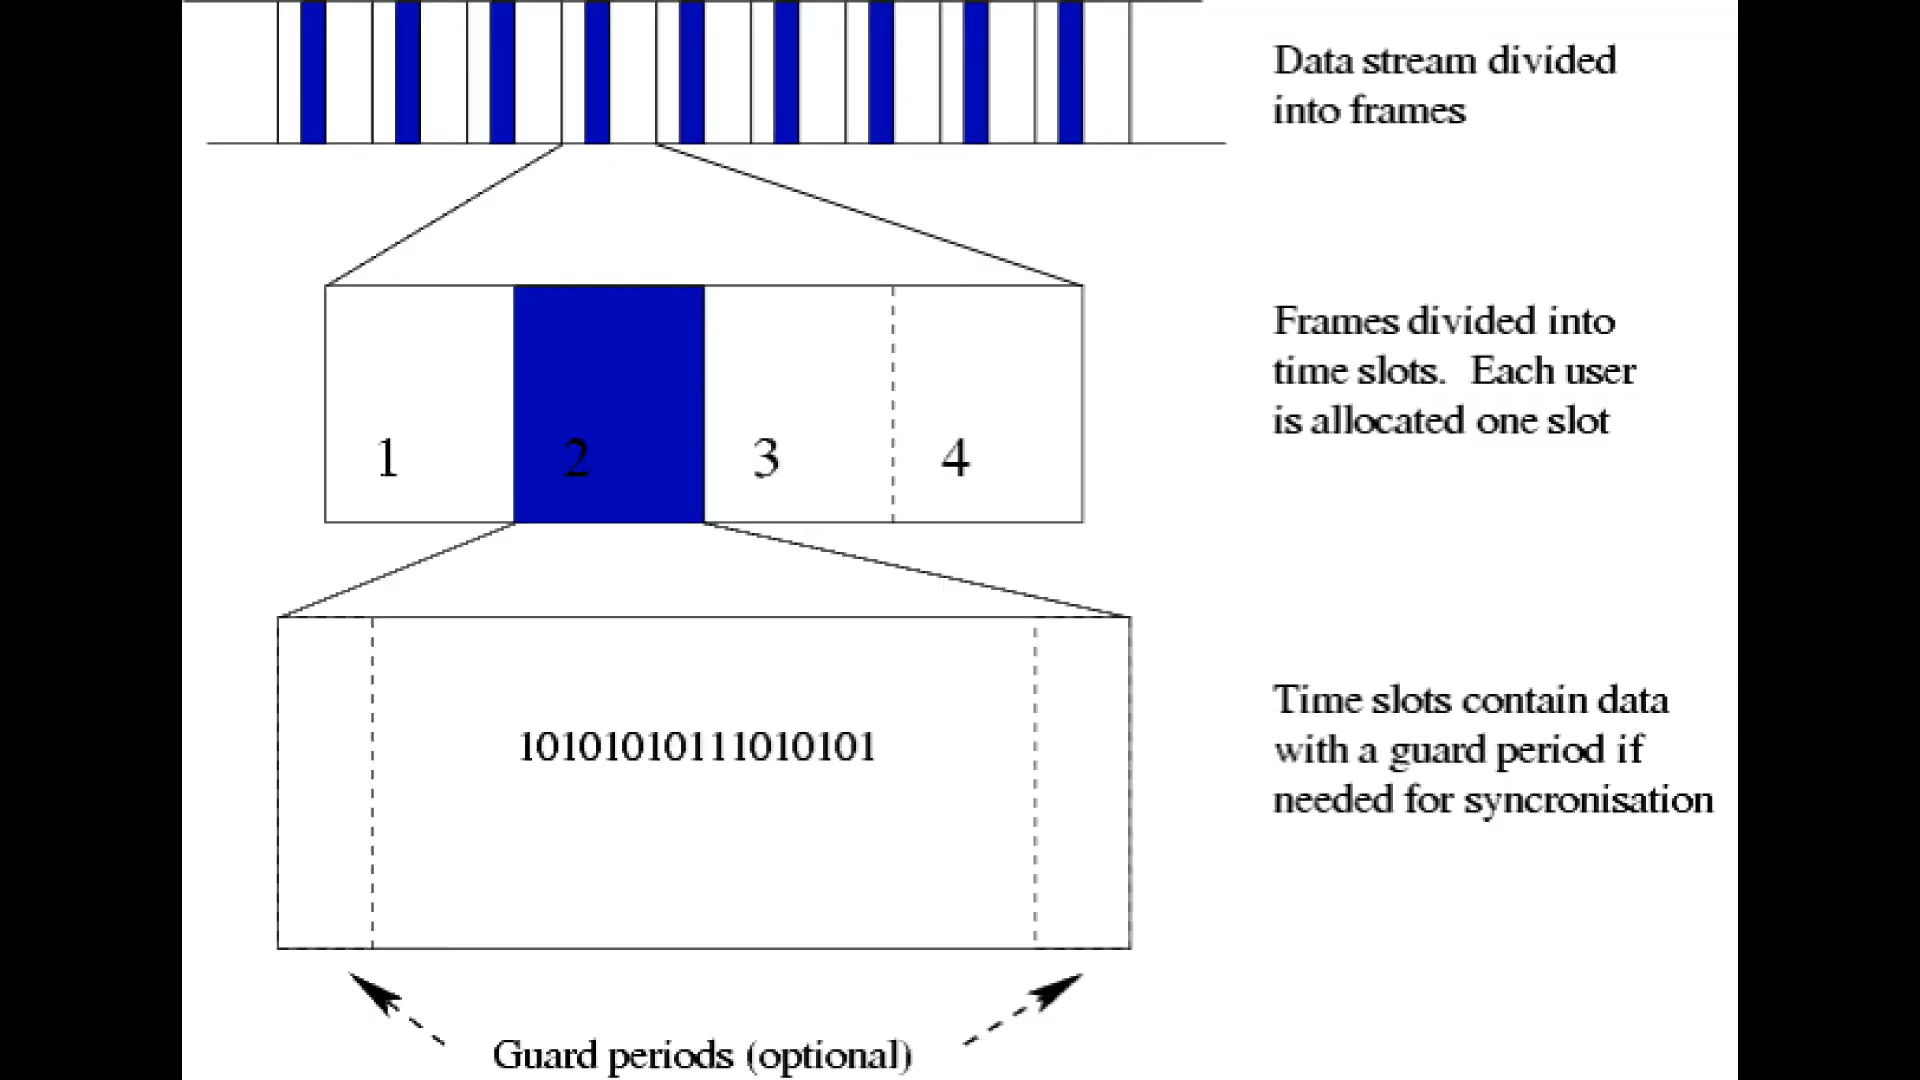 Data stream divided
into frames
Frames divided into
time slots. Each user
is allocated one slot
1 2 3 4
Time slots contain data
with a guard period if
needed for syncronisation
10101010111010101
Guard periods (optional)